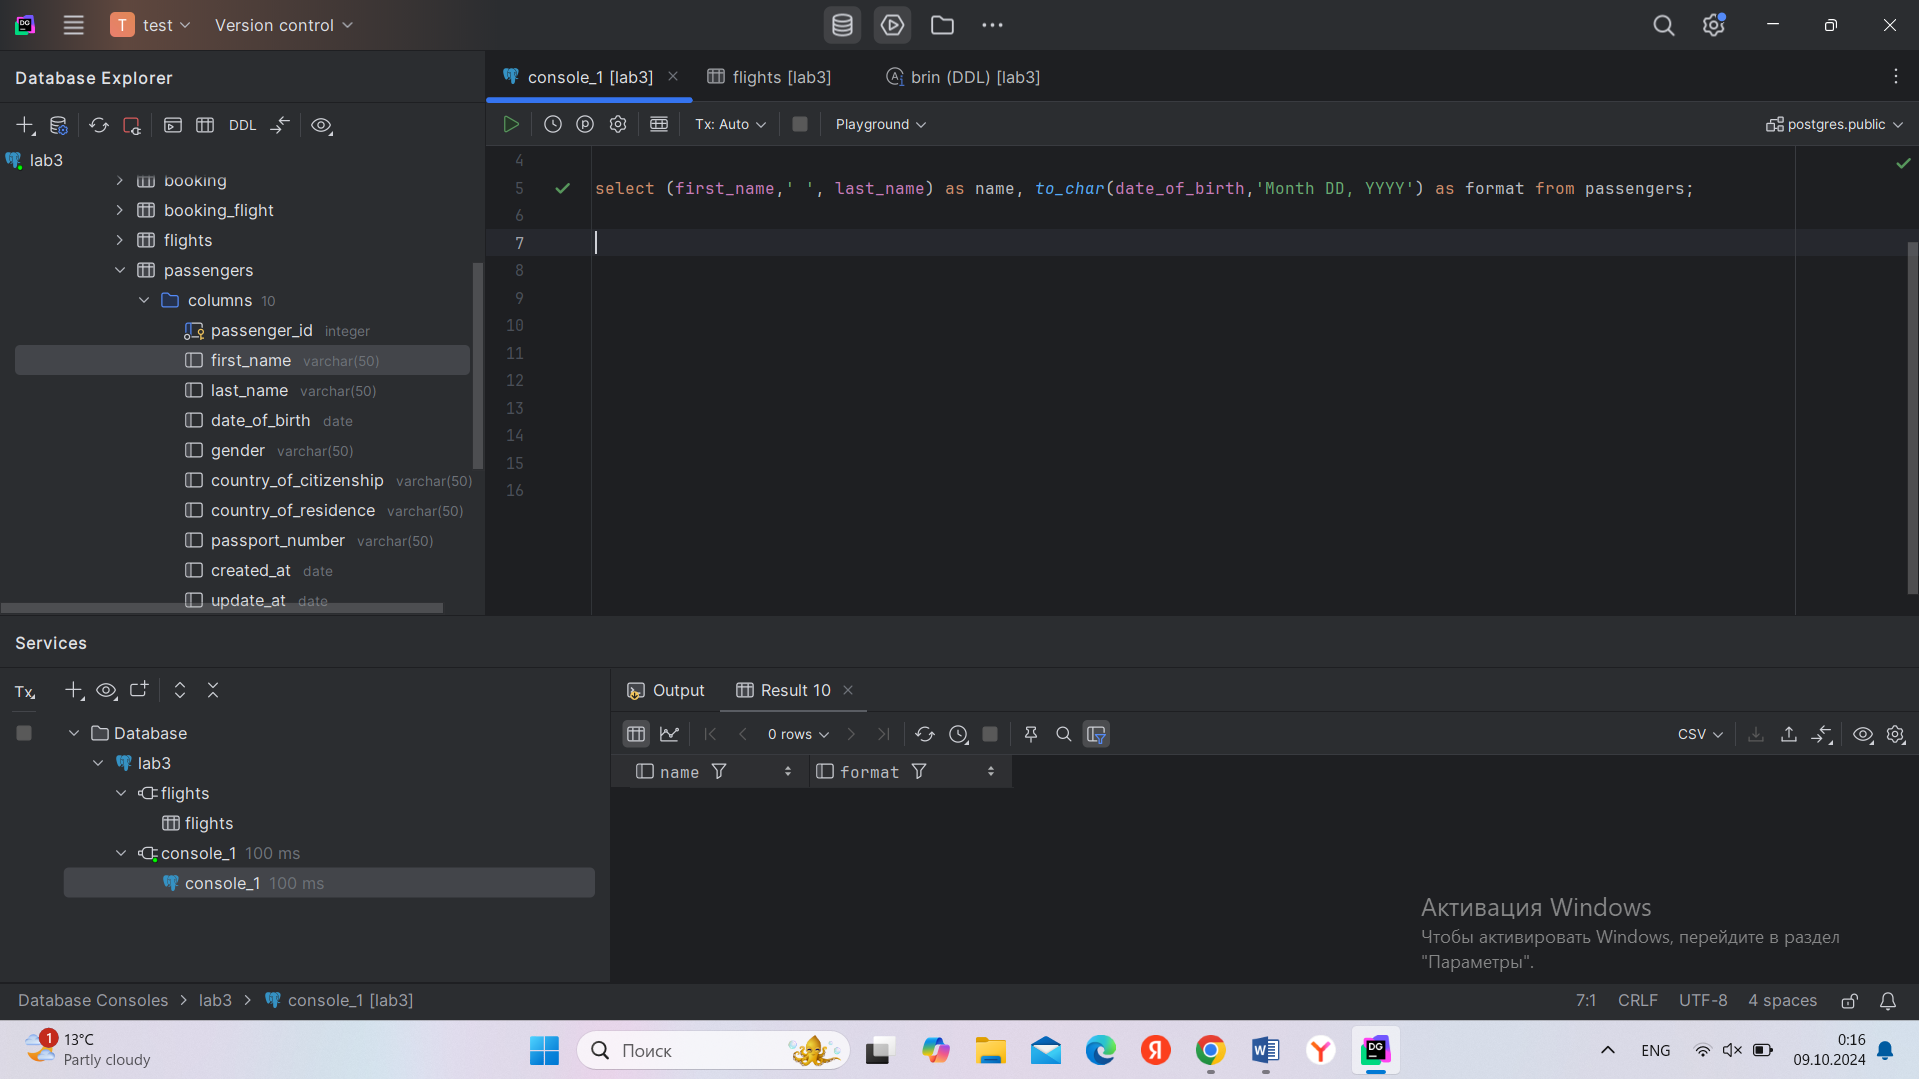 T test Version control
Database Explorer
console_1 [lab3]
flights [lab3]
brin (DDL) [lab3]
DDL
Tx: Auto
Playground
postgres.public
lab3
booking
booking_flight
flights
passengers
columns 10
passenger_id integer
first_name varchar(50)
last_name varchar(50)
date_of_birth date
gender varchar(50)
country_of_citizenship varchar(50)
country_of_residence varchar(50)
passport_number varchar(50)
created_at date
update_at date
4
5 select (first_name,' ', last_name) as name, to_char(date_of_birth,'Month DD, YYYY') as format from passengers;
6
7
8
9
10
11
12
13
14
15
16
Services
Tx
Database
lab3
flights
flights
console_1 100 ms
console_1 100 ms
Output
Result 10
0 rows
CSV
name
format
Активация Windows
Чтобы активировать Windows, перейдите в раздел
"Параметры".
Database Consoles > lab3 > console_1 [lab3]
7:1 CRLF UTF-8 4 spaces
1
13°C
Partly cloudy
Поиск
ENG
0:16
09.10.2024